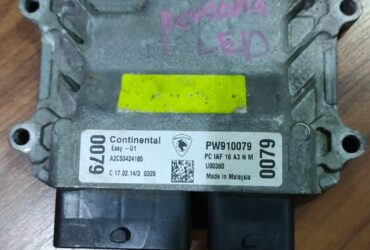 persona
LED
0079
Continental
Easy - U1
A2C53424185
C 17.02.14/3 0326
PW910079
PC IAF 16 A3 N M
U00380
Made in Malaysia
0079